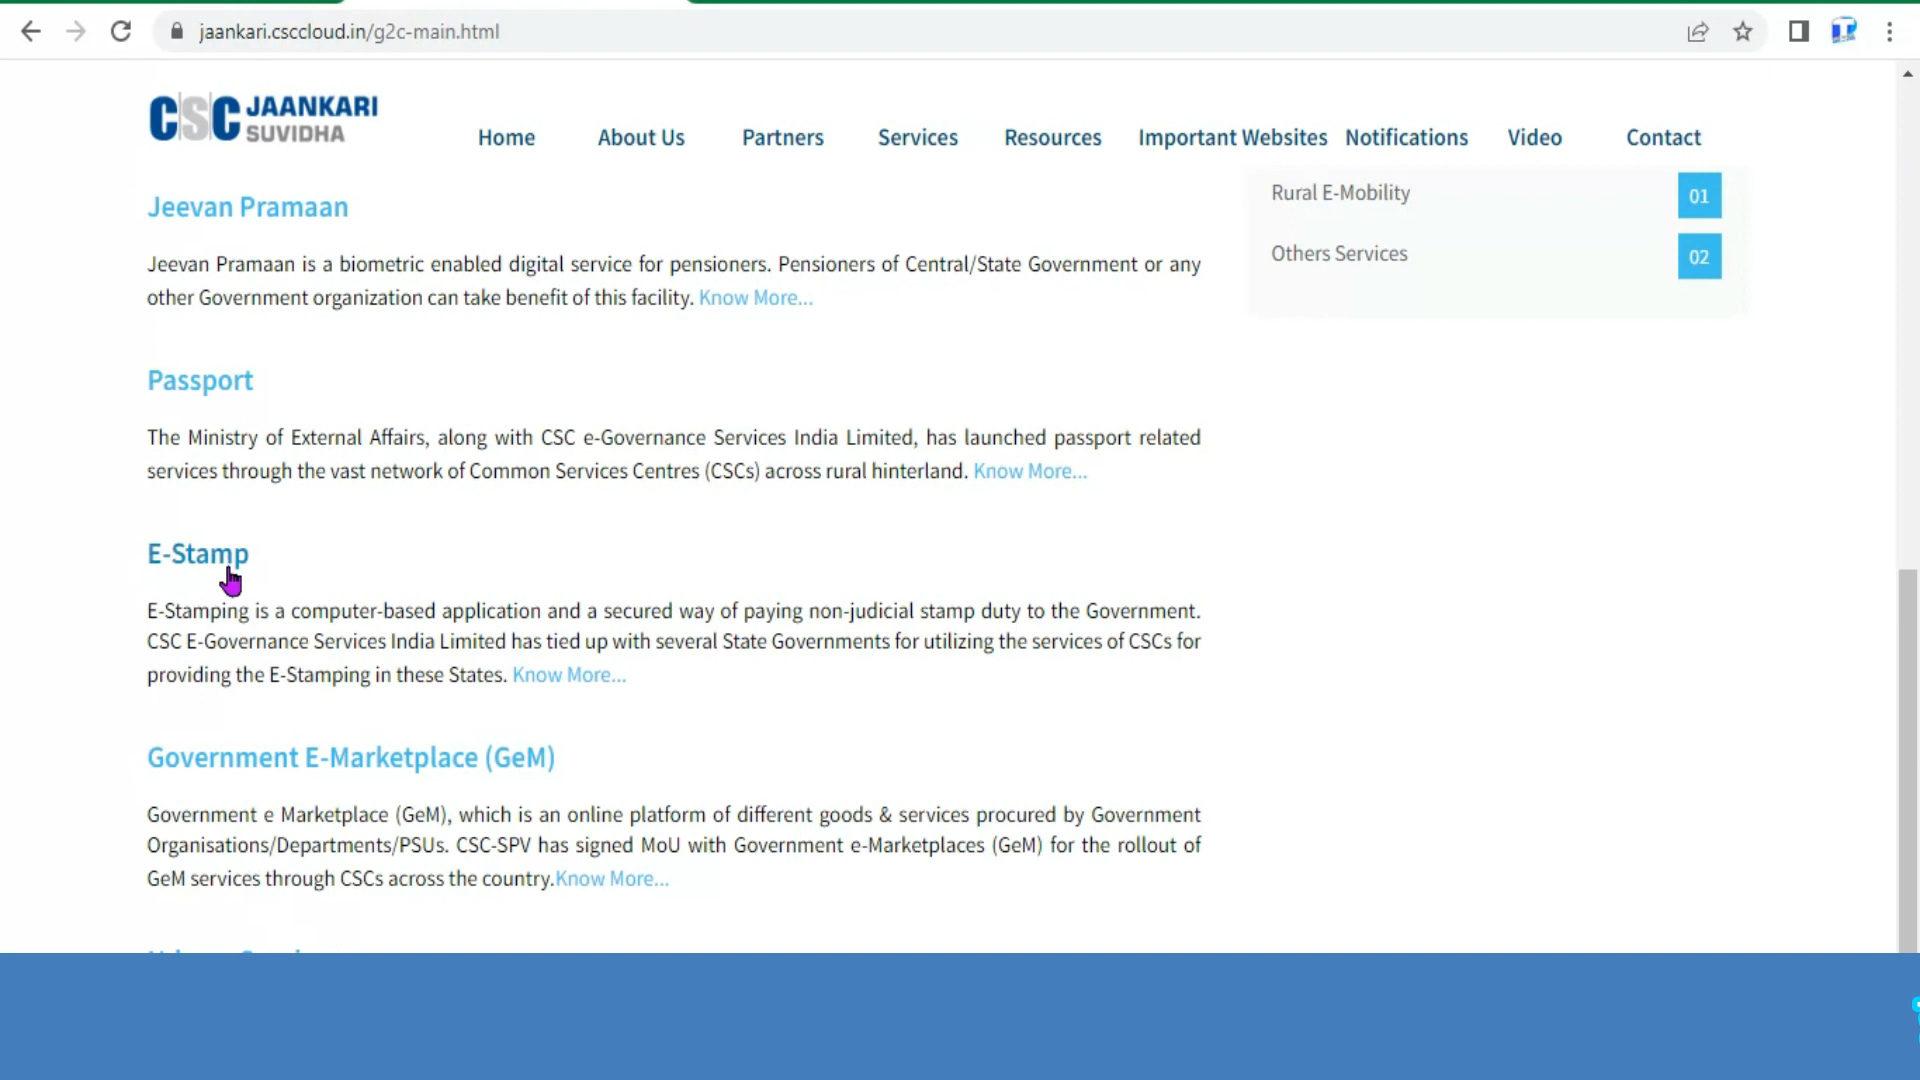 jaankari.csccloud.in/g2c-main.html
CSC JAANKARI
SUVIDHA
Home About Us Partners Services Resources Important Websites Notifications Video Contact
Rural E-Mobility 01
Others Services 02
Jeevan Pramaan
Jeevan Pramaan is a biometric enabled digital service for pensioners. Pensioners of Central/State Government or any
other Government organization can take benefit of this facility. Know More...
Passport
The Ministry of External Affairs, along with CSC e-Governance Services India Limited, has launched passport related
services through the vast network of Common Services Centres (CSCs) across rural hinterland. Know More...
E-Stamp
E-Stamping is a computer-based application and a secured way of paying non-judicial stamp duty to the Government.
CSC E-Governance Services India Limited has tied up with several State Governments for utilizing the services of CSCs for
providing the E-Stamping in these States. Know More...
Government E-Marketplace (GeM)
Government e Marketplace (GeM), which is an online platform of different goods & services procured by Government
Organisations/Departments/PSUs. CSC-SPV has signed MoU with Government e-Marketplaces (GeM) for the rollout of
GeM services through CSCs across the country.Know More...